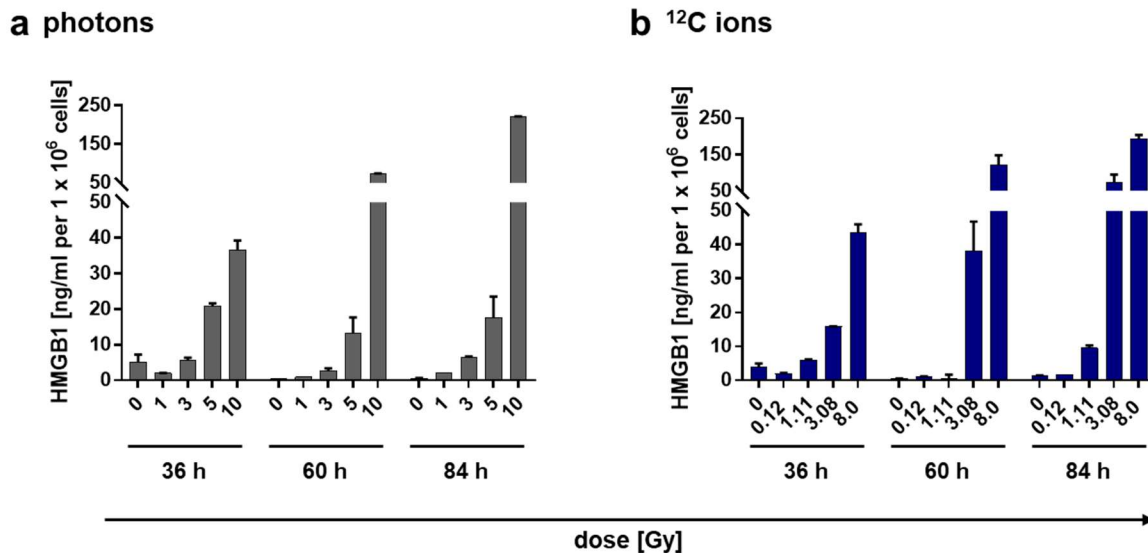 a photons
HMGB1 [ng/ml per 1 x 10⁶ cells]
250
150
50
50
40
30
20
10
0
0 1 3 5 10 0 1 3 5 10 0 1 3 5 10
36 h 60 h 84 h
b ¹²C ions
HMGB1 [ng/ml per 1 x 10⁶ cells]
250
150
50
50
40
30
20
10
0
0 0.12 1.11 3.08 8.0 0 0.12 1.11 3.08 8.0 0 0.12 1.11 3.08 8.0
36 h 60 h 84 h
dose [Gy]